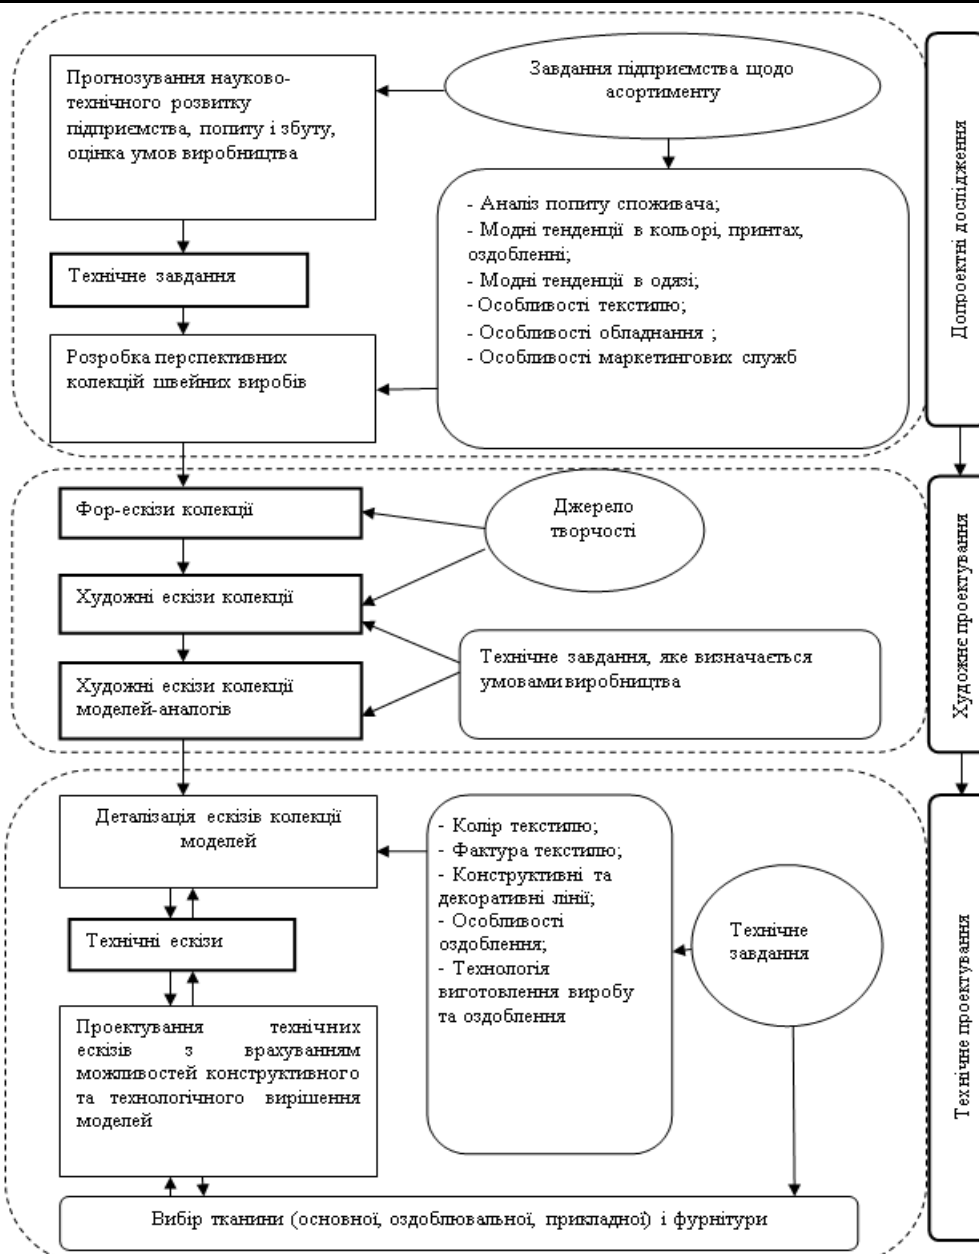 Прогнозування науково-
технічного розвитку
підприємства, попиту і збуту,
оцінка умов виробництва
Завдання підприємства щодо
асортименту
- Аналіз попиту споживача;
- Модні тенденції в кольорі, принтах,
оздобленні;
- Модні тенденції в одязі;
- Особливості текстилю;
- Особливості обладнання ;
- Особливості маркетингових служб
Технічне завдання
Розробка перспективних
колекцій швейних виробів
Допроектні дослідження
Фор-ескізи колекції
Джерело
творчості
Художні ескізи колекції
Технічне завдання, яке визначається
умовами виробництва
Художні ескізи колекції
моделей-аналогів
Художнє проектування
Деталізація ескізів колекції
моделей
- Колір текстилю;
- Фактура текстилю;
- Конструктивні та
декоративні лінії;
- Особливості
оздоблення;
- Технологія
виготовлення виробу
та оздоблення
Технічне
завдання
Технічні ескізи
Проектування технічних
ескізів з врахуванням
можливостей конструктивного
та технологічного вирішення
моделей
Вибір тканини (основної, оздоблювальної, прикладної) і фурнітури
Технічне проектування